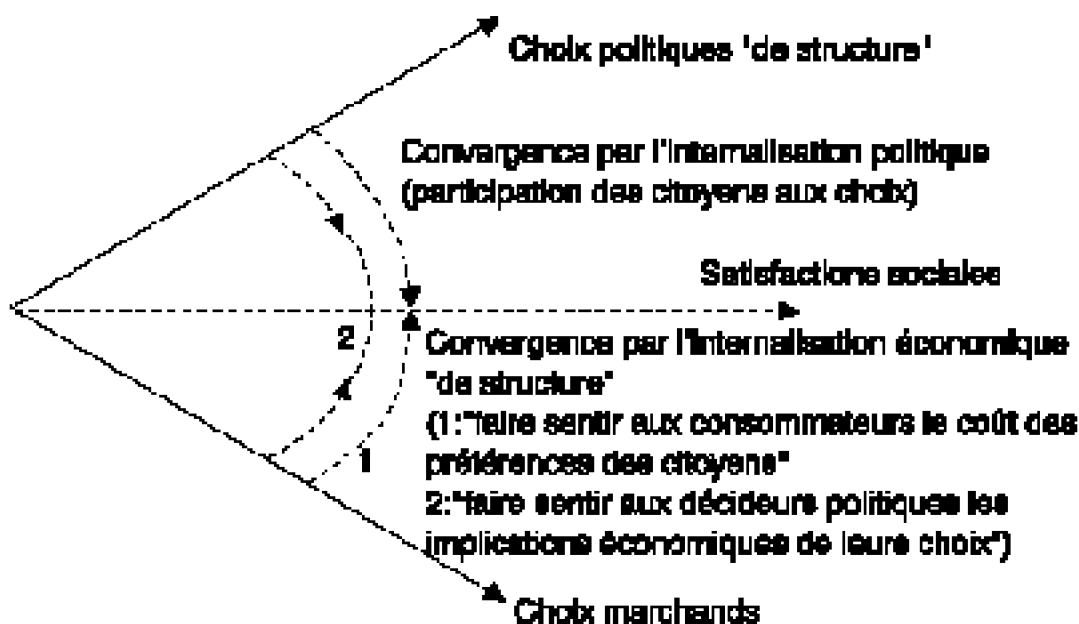 Choix politiques "de structure"
Convergence par l'internalisation politique
(participation des citoyens aux choix)
Satisfactions sociales
2
Convergence par l'internalisation économique
"de structure"
(1:"faire sentir aux consommateurs le coût des
1
préférences des citoyens"
2:"faire sentir aux décideurs politiques les
implications économiques de leurs choix")
Choix marchands